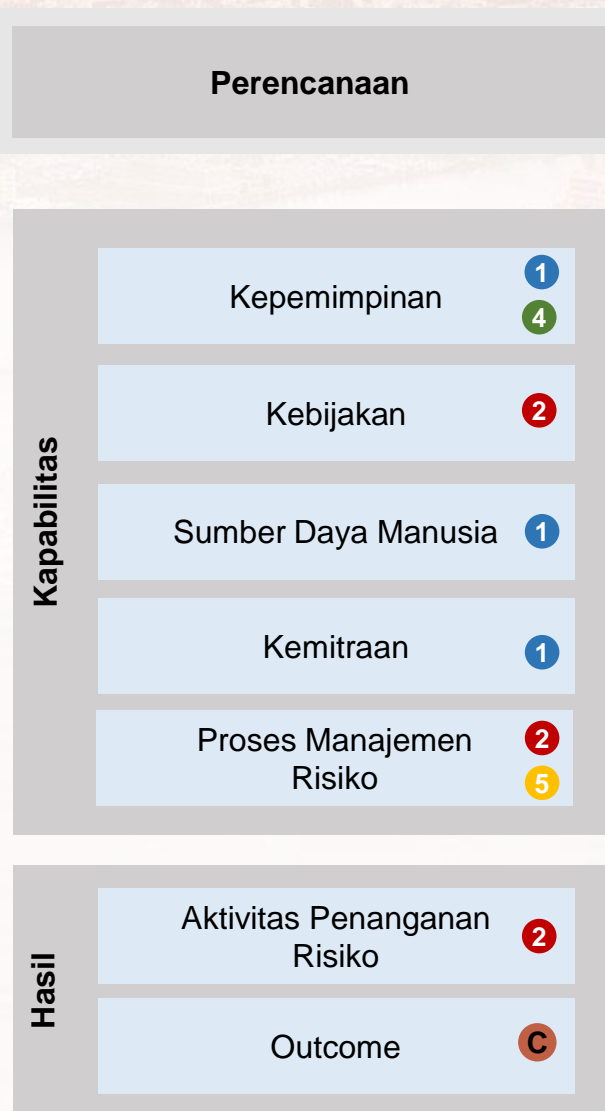 Perencanaan
Kapabilitas
Kepemimpinan
1
4
Kebijakan
2
Sumber Daya Manusia
1
Kemitraan
1
Proses Manajemen
Risiko
2
5
Hasil
Aktivitas Penanganan
Risiko
2
Outcome
C